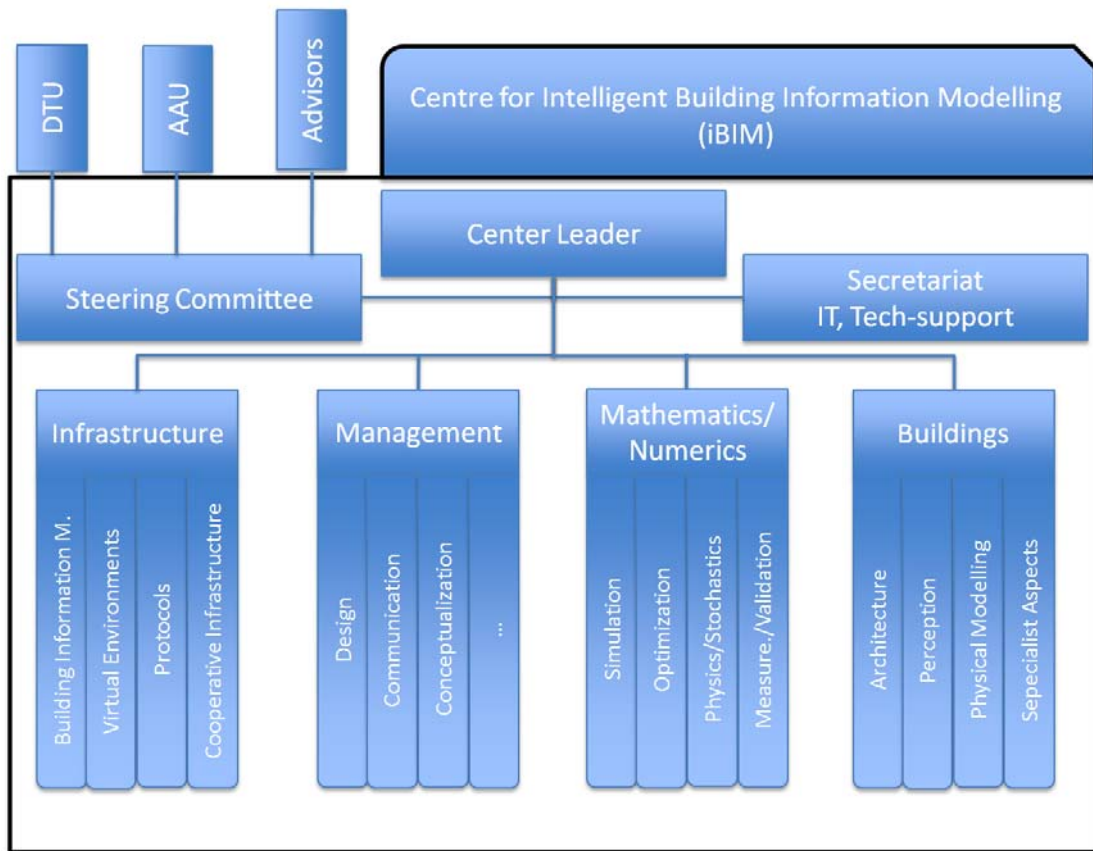 DTU
AAU
Advisors
Centre for Intelligent Building Information Modelling
(iBIM)
Center Leader
Steering Committee
Secretariat
IT, Tech-support
Infrastructure
Building Information M.
Virtual Environments
Protocols
Cooperative Infrastructure
Management
Design
Communication
Conceptualization
...
Mathematics/
Numerics
Simulation
Optimization
Physics/Stochastics
Measure./Validation
Buildings
Architecture
Perception
Physical Modelling
Sepecialist Aspects